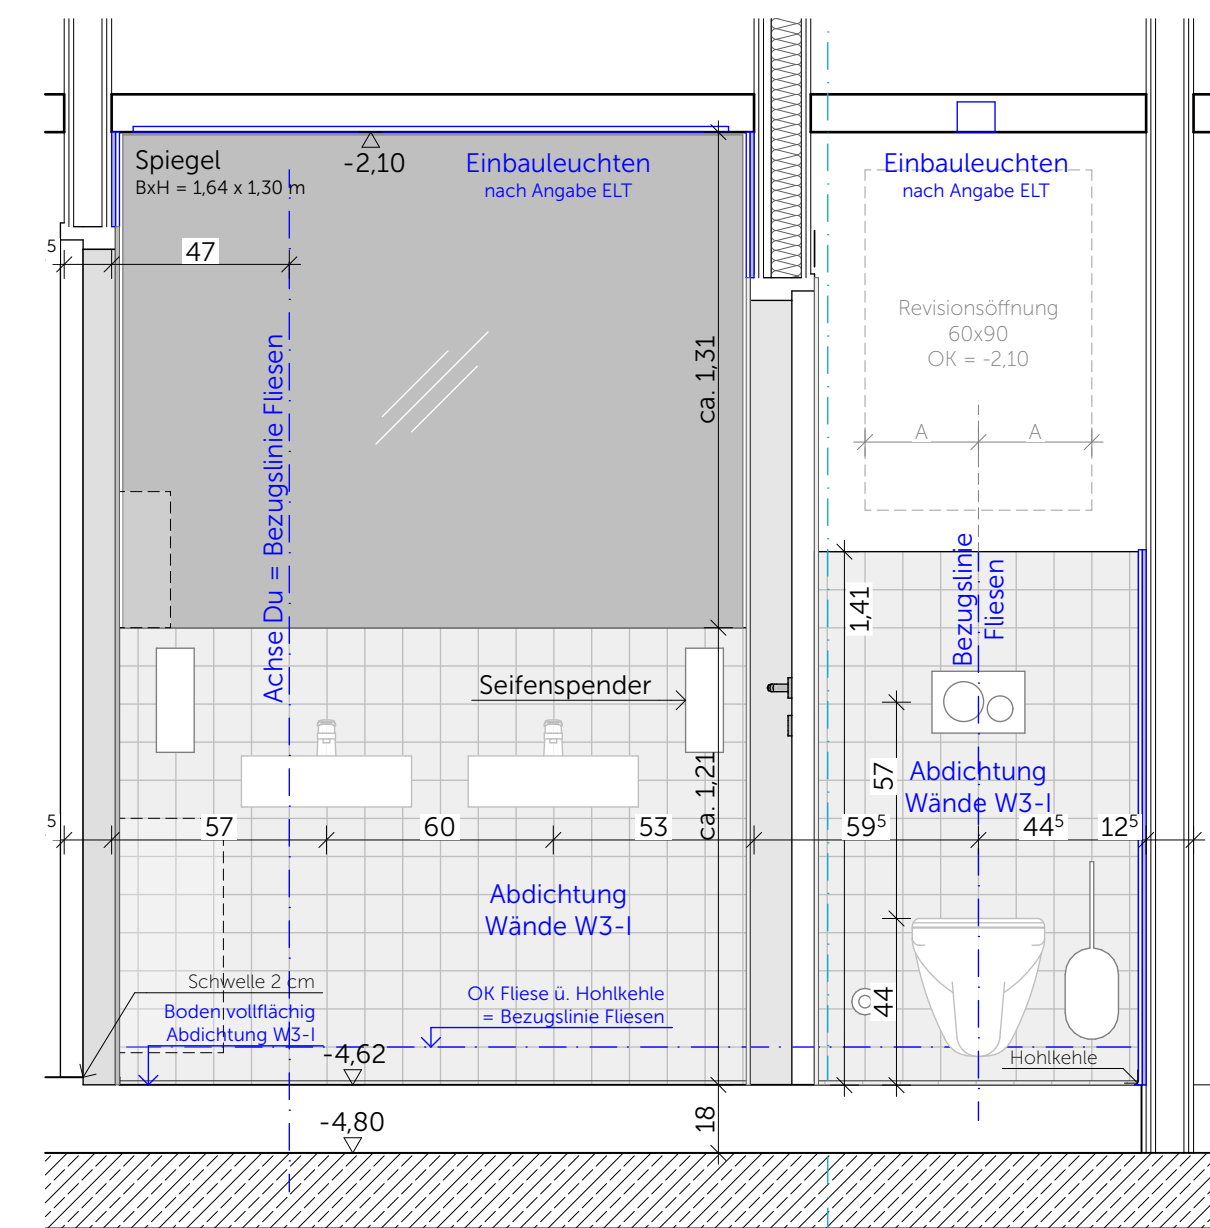 Spiegel
BxH = 1,64 x 1,30 m
-2,10
Einbauleuchten
nach Angabe ELT
Einbauleuchten
nach Angabe ELT
5
47
Revisionsöffnung
60x90
OK = -2,10
A
A
ca. 1,31
Achse Du = Bezugslinie Fliesen
Bezugslinie
Fliesen
1,41
Seifenspender
57
Abdichtung
Wände W3-I
ca. 1,21
5
57
60
53
59⁵
44⁵
12⁵
Abdichtung
Wände W3-I
Schwelle 2 cm
Boden vollflächig
Abdichtung W3-I
OK Fliese ü. Hohlkehle
= Bezugslinie Fliesen
44
-4,62
Hohlkehle
-4,80
18